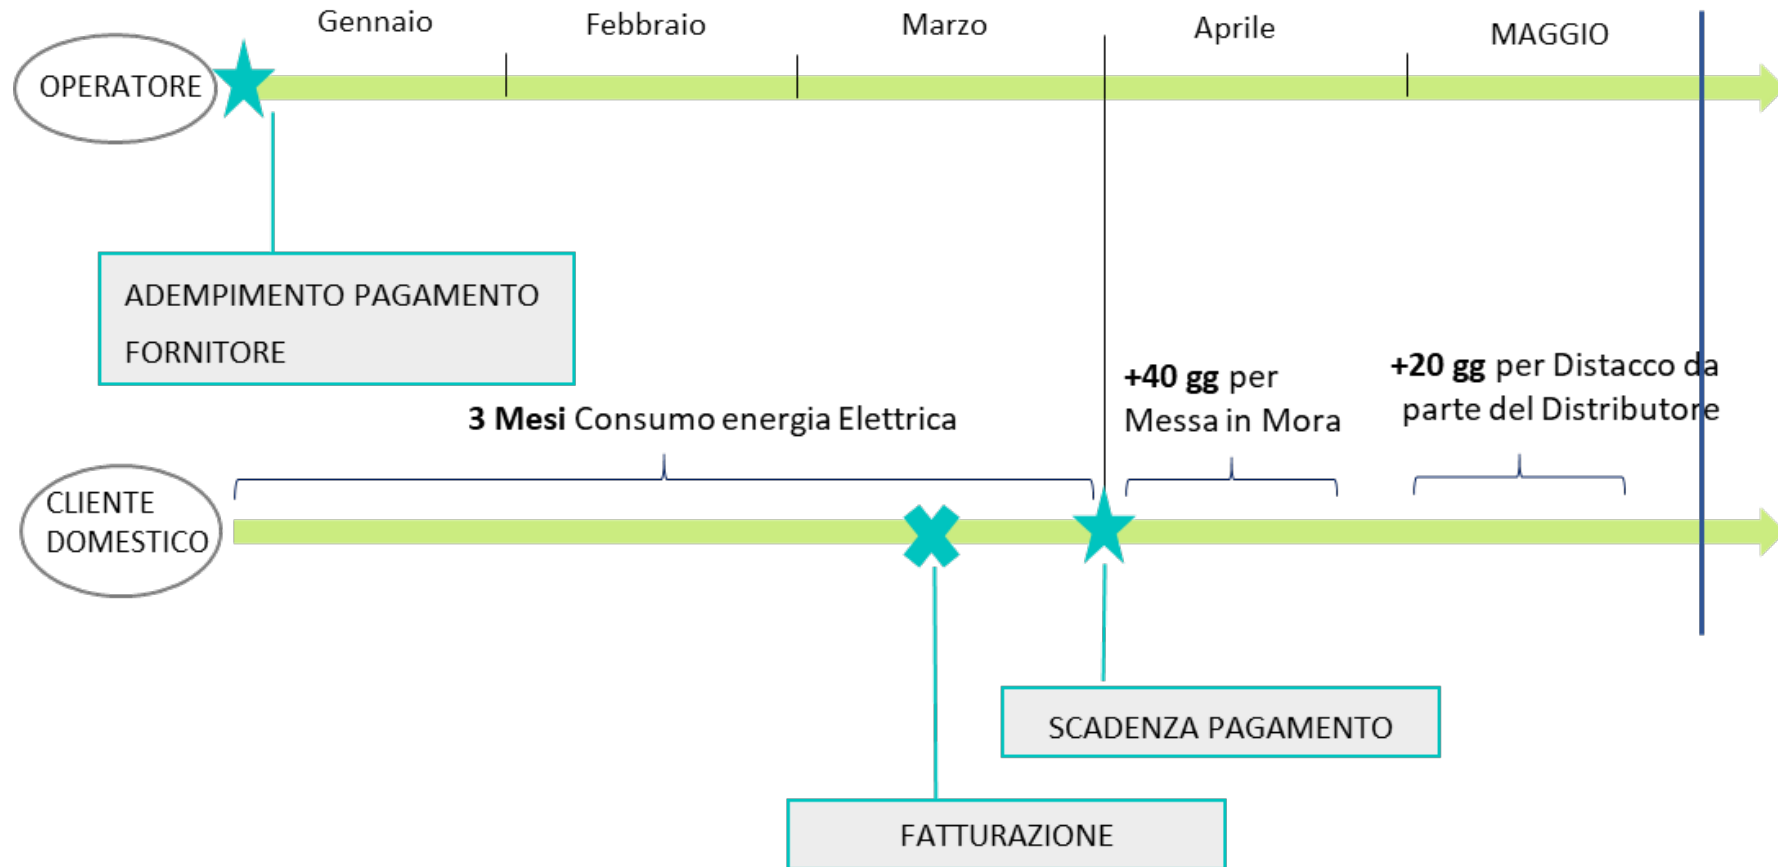 Gennaio
Febbraio
Marzo
Aprile
MAGGIO
OPERATORE
ADEMPIMENTO PAGAMENTO
FORNITORE
3 Mesi Consumo energia Elettrica
+40 gg per
Messa in Mora
+20 gg per Distacco da
parte del Distributore
CLIENTE
DOMESTICO
SCADENZA PAGAMENTO
FATTURAZIONE